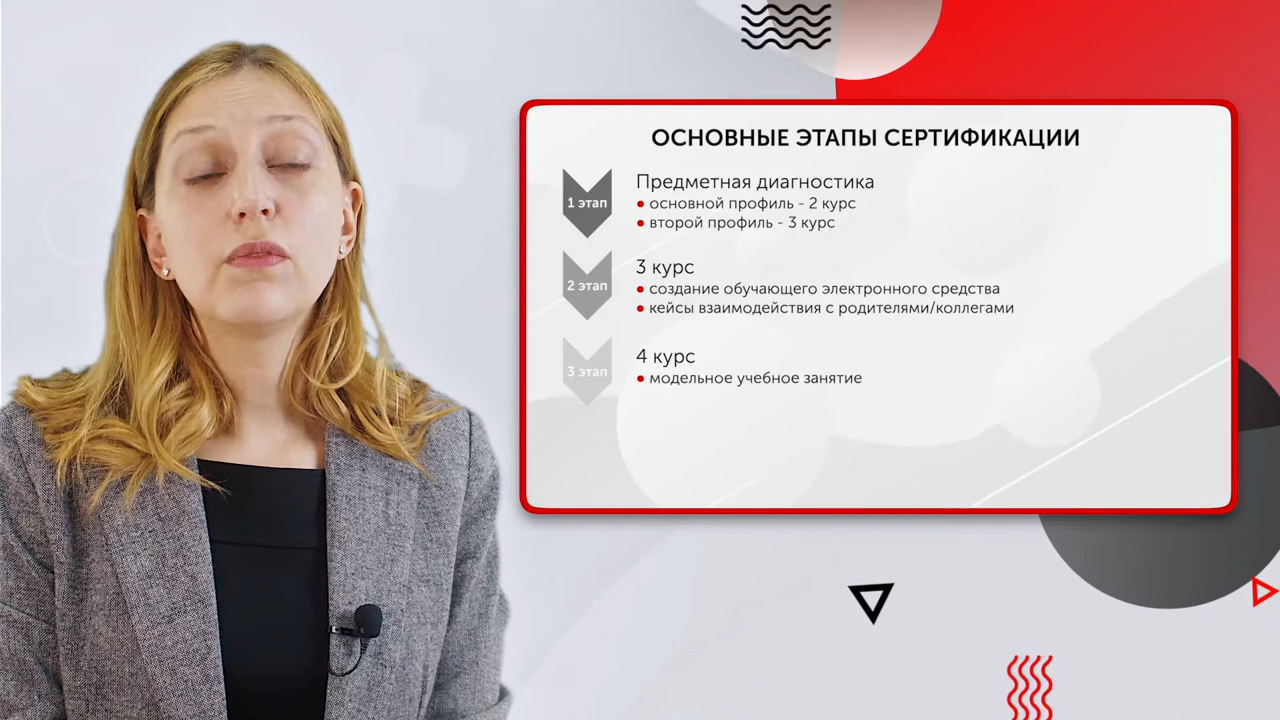 ОСНОВНЫЕ ЭТАПЫ СЕРТИФИКАЦИИ
1 этап
Предметная диагностика
• основной профиль - 2 курс
• второй профиль - 3 курс
2 этап
3 курс
• создание обучающего электронного средства
• кейсы взаимодействия с родителями/коллегами
3 этап
4 курс
• модельное учебное занятие